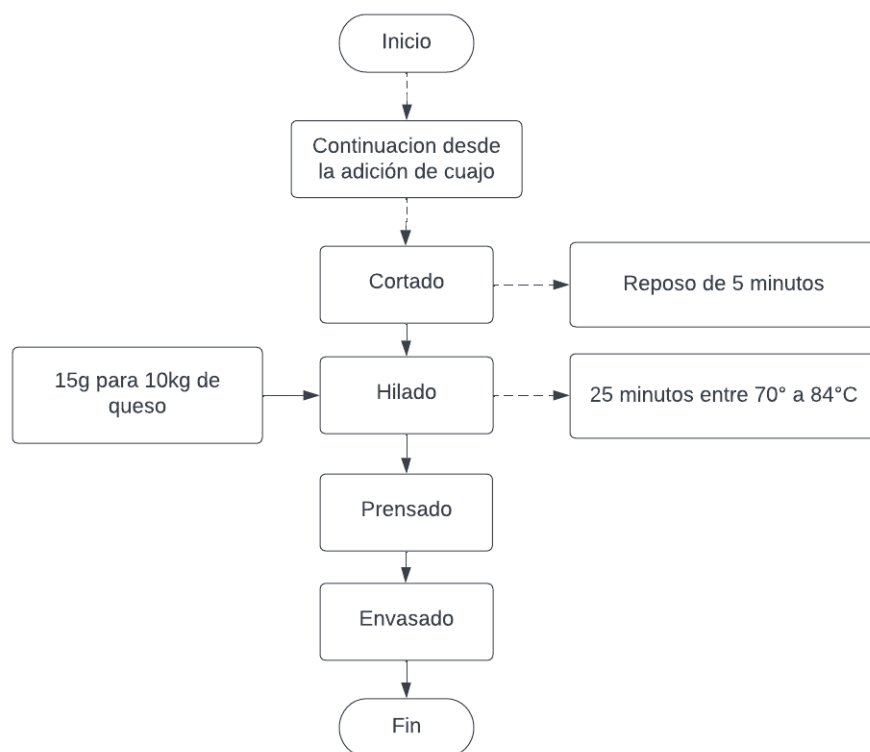 Inicio
Continuacion desde
la adición de cuajo
Cortado
Reposo de 5 minutos
15g para 10kg de
queso
Hilado
25 minutos entre 70° a 84°C
Prensado
Envasado
Fin